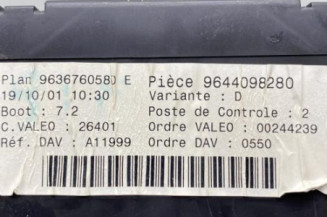 Plan 9636760580 E Pièce 9644098280
19/10/01 10:30 Variante : D
Boot : 7.2 Poste de Controle : 2
C.VALEO : 26401 Ordre VALEO : 00244239
Réf. DAV : A11999 Ordre DAV : 0550